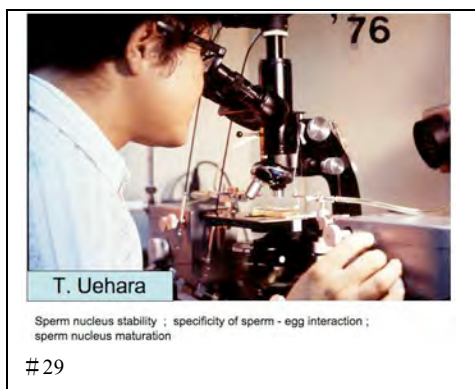 '76
T. Uehara
Sperm nucleus stability ; specificity of sperm - egg interaction ;
sperm nucleus maturation
#29